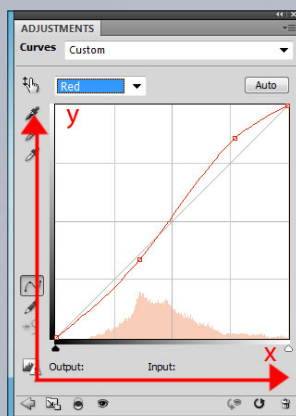 ADJUSTMENTS
Curves Custom
Red Auto
y
x
Output: Input: